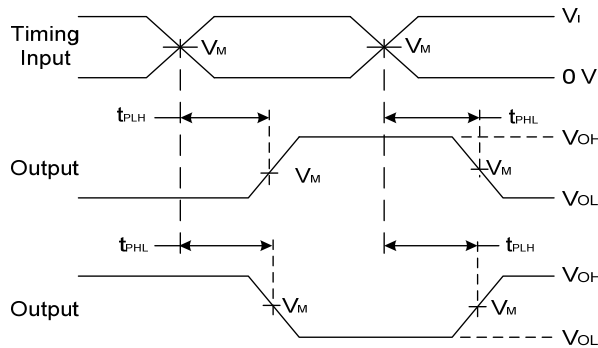 Timing
Input
VM
VM
VI
0 V
tPLH
tPHL
Output
VM
VM
VOH
VOL
tPHL
tPLH
Output
VM
VM
VOH
VOL